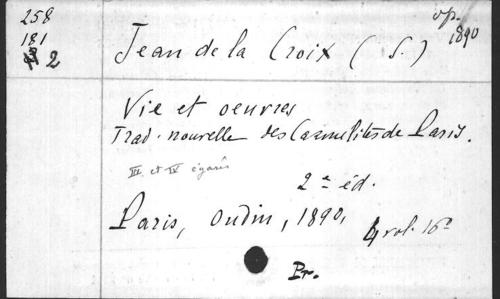 258
181
2
op.
1890
Jean de la Croix (S.)
Vie et oeuvres
Trad. nouvelle des Carmélites de Paris.
III et IV égarés
2e éd.
Paris, Oudin, 1890,
4 vol. 16°
Pr.